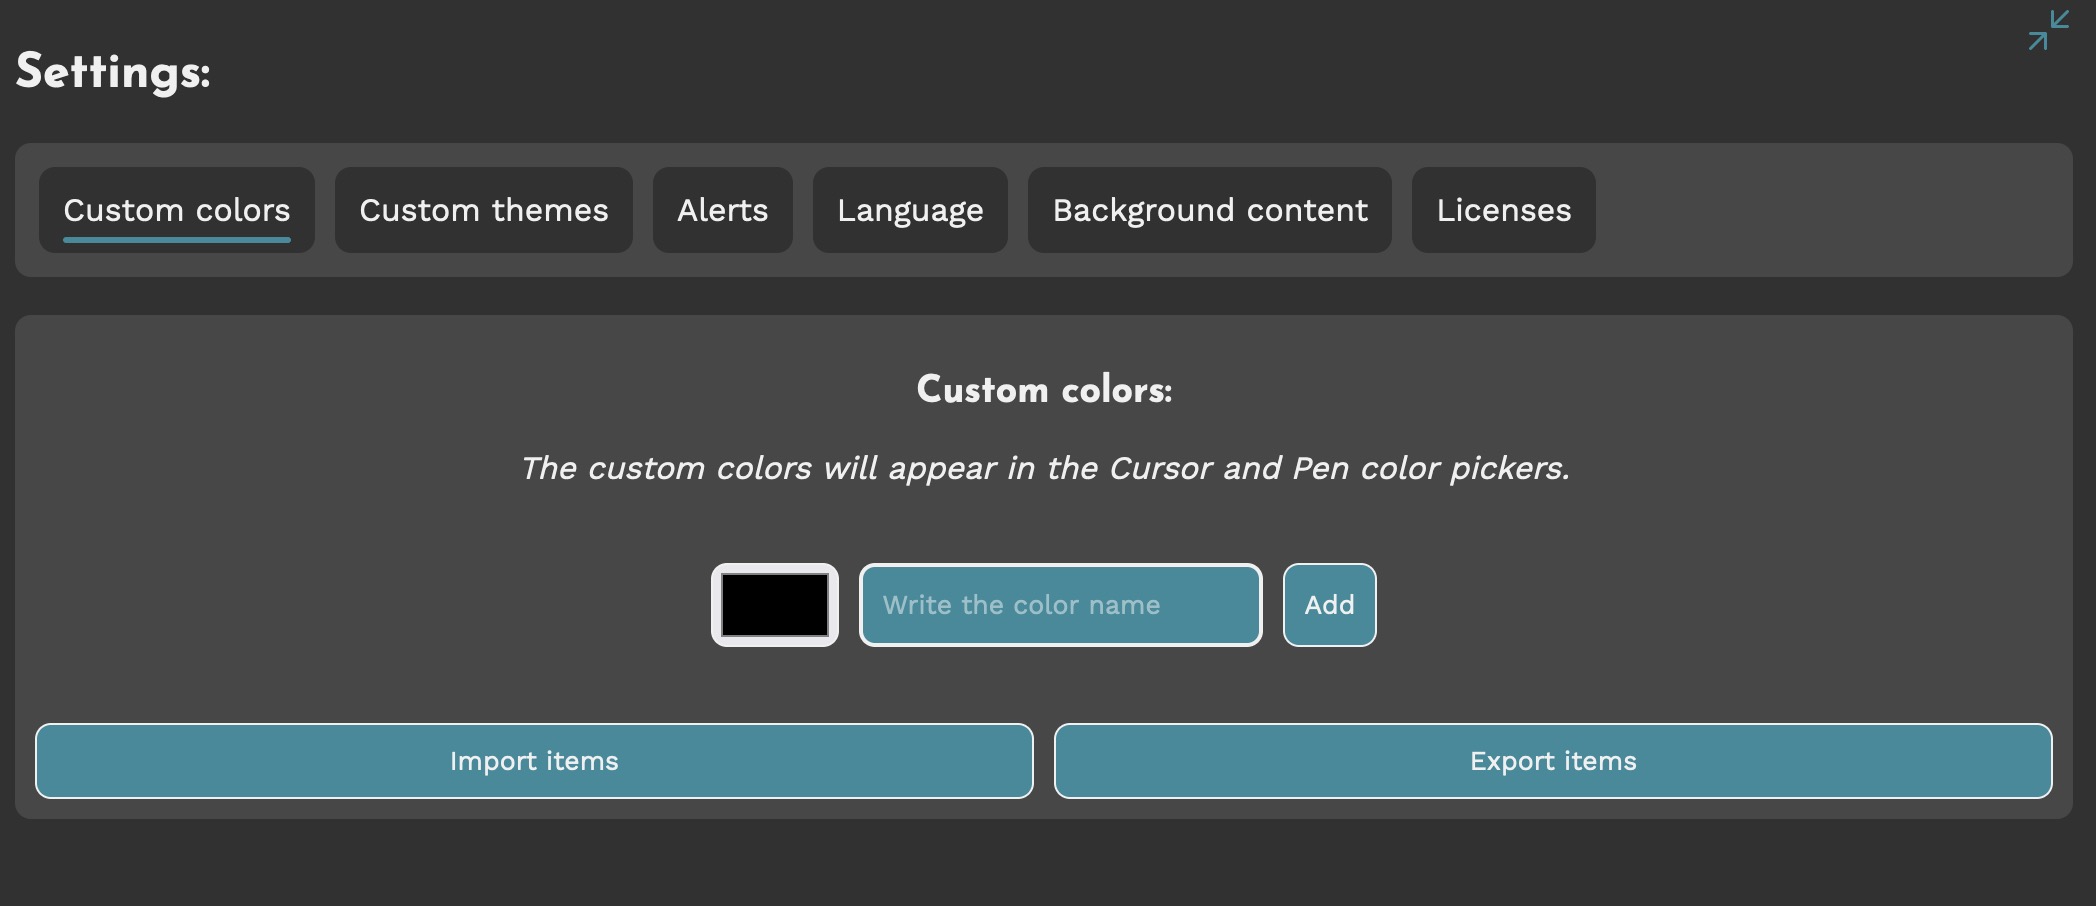 Settings:
Custom colors Custom themes Alerts Language Background content Licenses
Custom colors:
The custom colors will appear in the Cursor and Pen color pickers.
Write the color name Add
Import items Export items